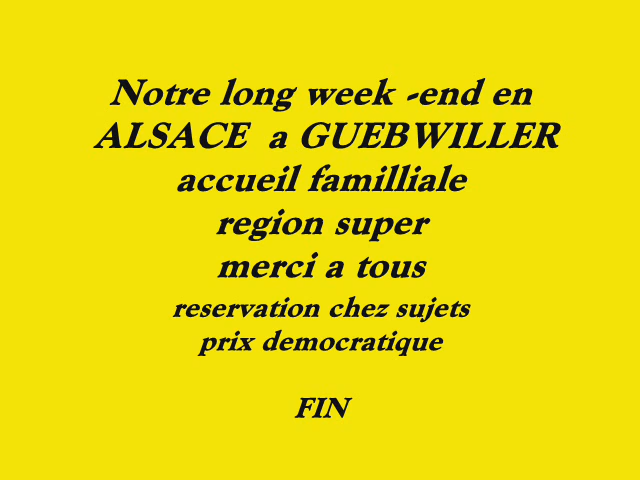 Notre long week -end en
ALSACE a GUEBWILLER
accueil familliale
region super
merci a tous
reservation chez sujets
prix democratique
FIN